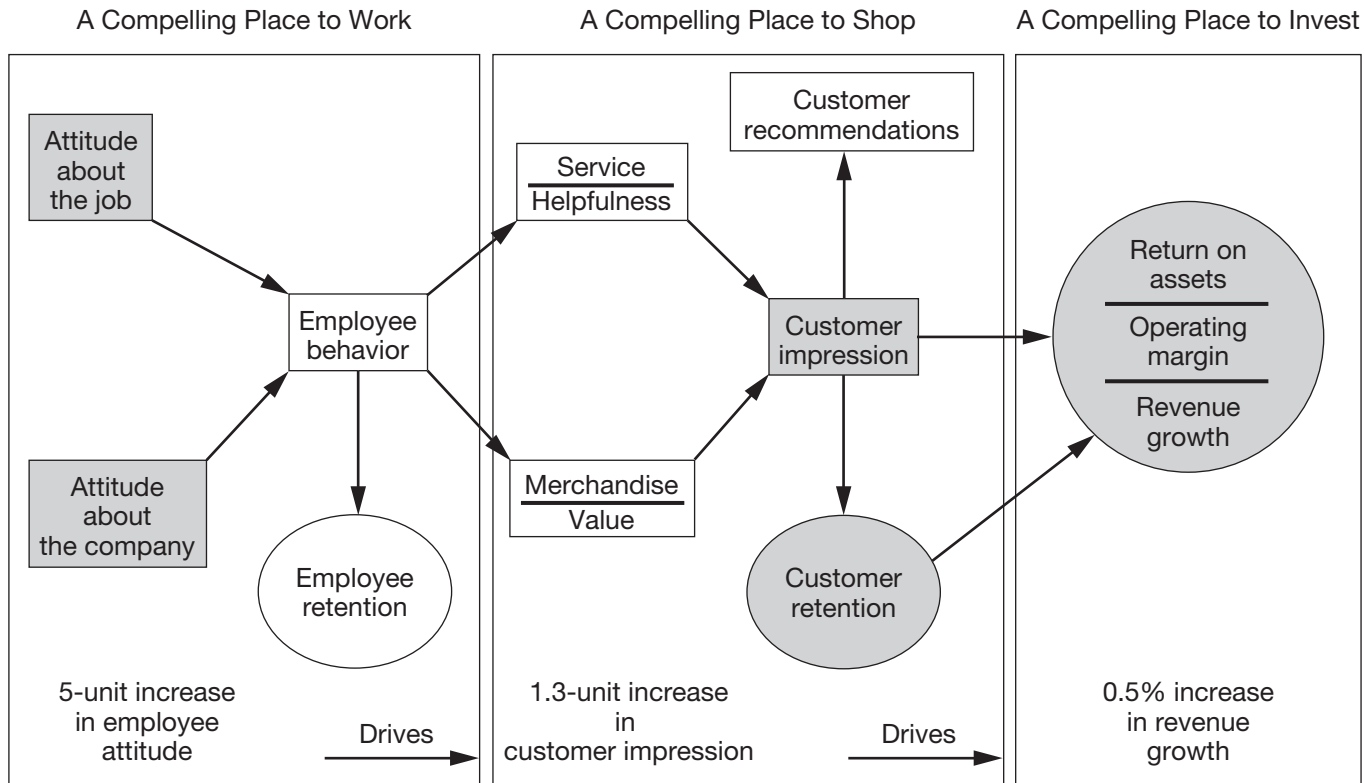 A Compelling Place to Work
A Compelling Place to Shop
A Compelling Place to Invest
Attitude
about
the job
Attitude
about
the company
Employee
behavior
Employee
retention
5-unit increase
in employee
attitude
Drives
Service
Helpfulness
Merchandise
Value
Customer
recommendations
Customer
impression
Customer
retention
1.3-unit increase
in
customer impression
Drives
Return on
assets
Operating
margin
Revenue
growth
0.5% increase
in revenue
growth